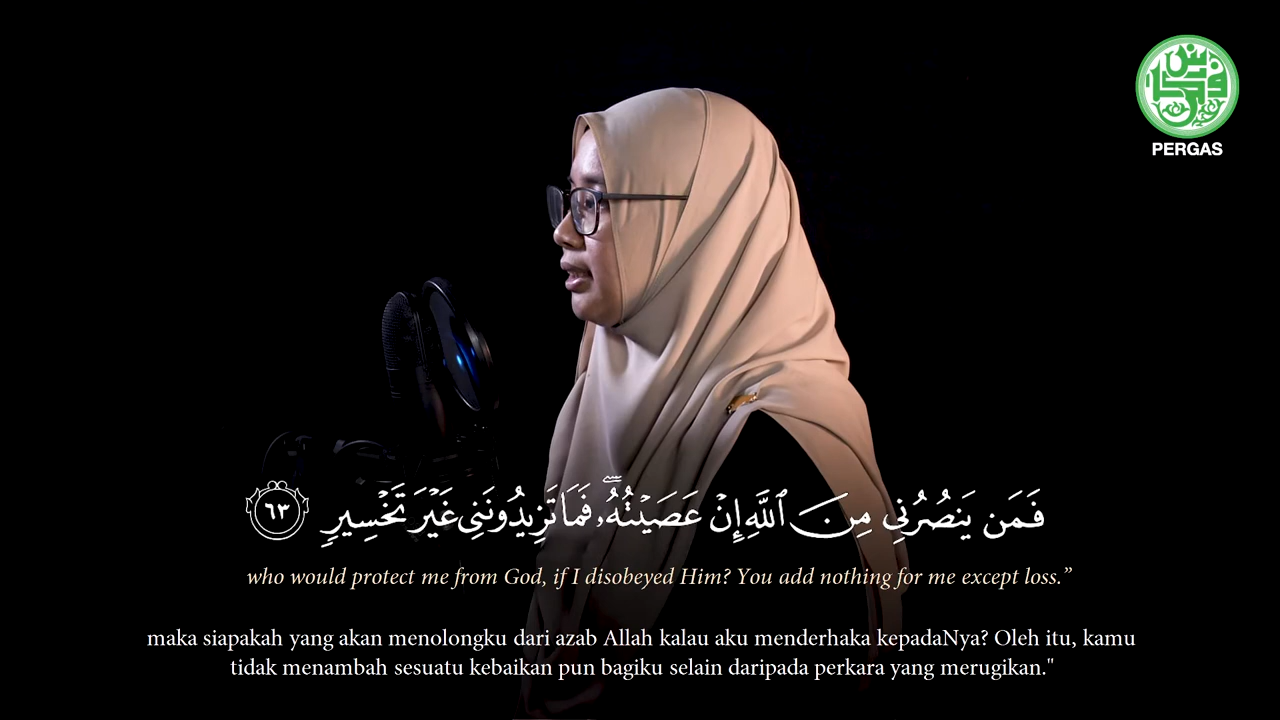 PERGAS
فَمَن يَنصُرُنِي مِنَ ٱللَّهِ إِنْ عَصَيْتُهُۥۖ فَمَا تَزِيدُونَنِي غَيْرَ تَخْسِيرٍ ٦٣
who would protect me from God, if I disobeyed Him? You add nothing for me except loss.”
maka siapakah yang akan menolongku dari azab Allah kalau aku menderhaka kepadaNya? Oleh itu, kamu
tidak menambah sesuatu kebaikan pun bagiku selain daripada perkara yang merugikan."